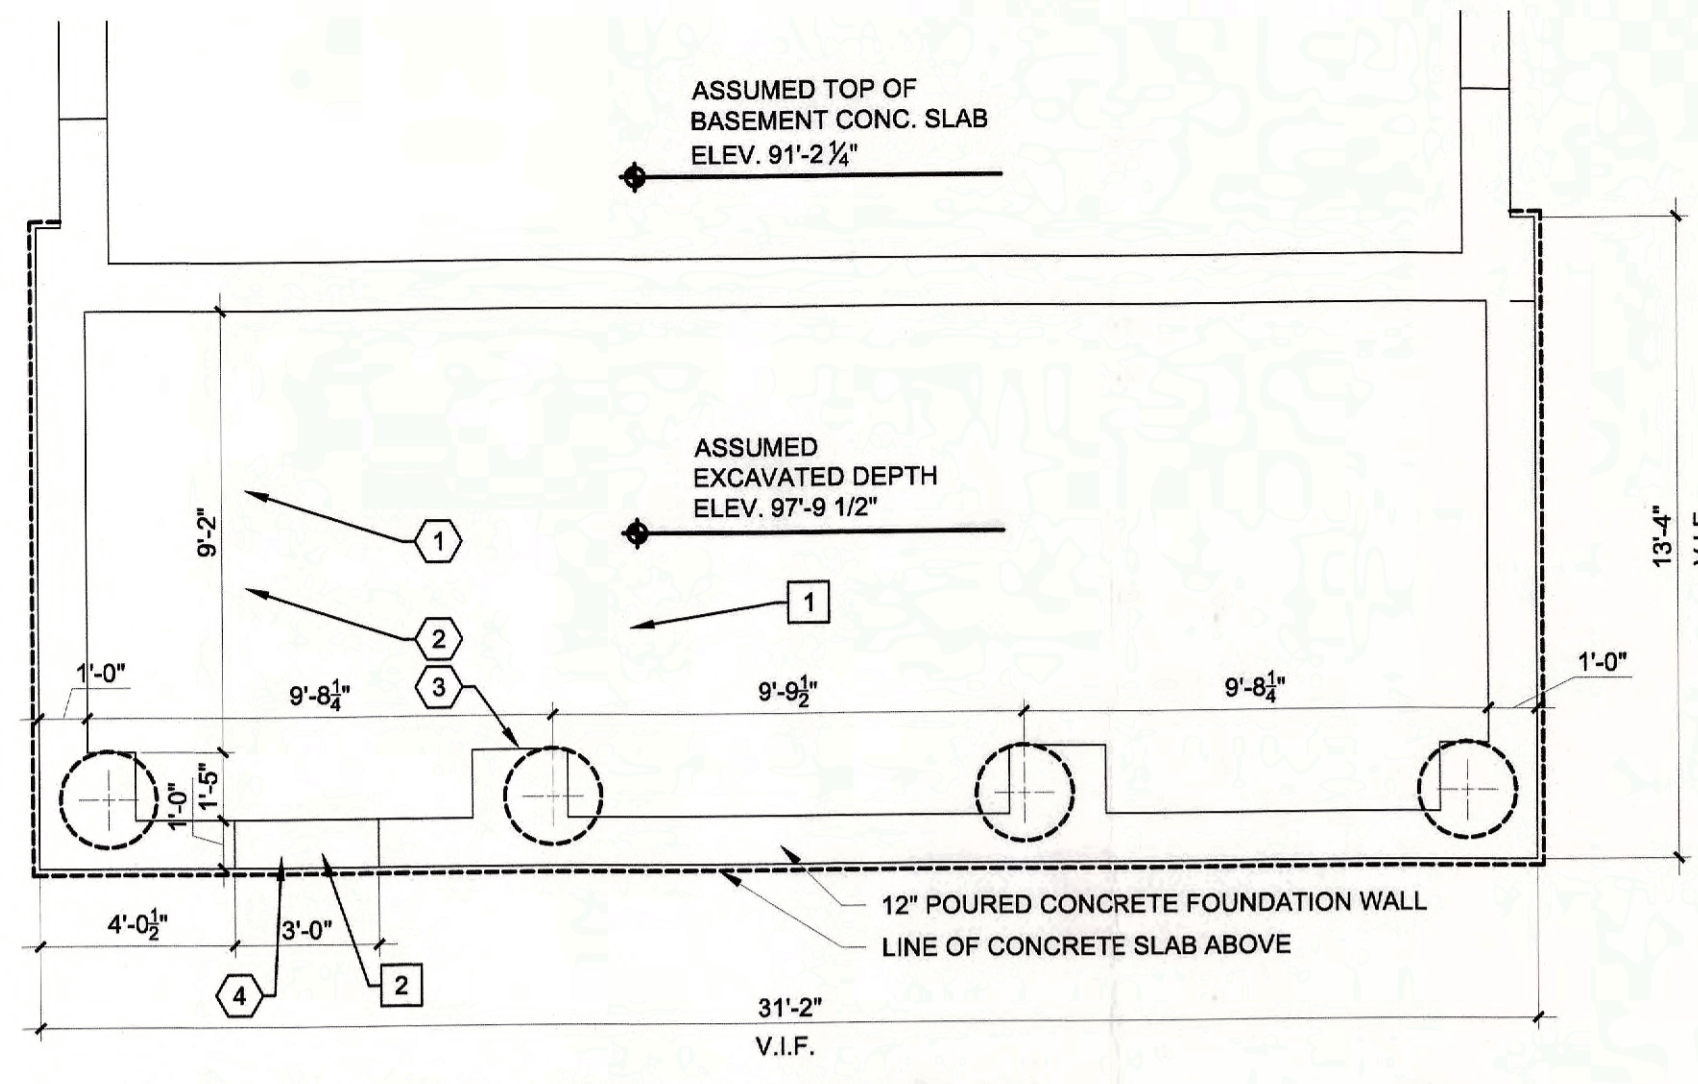 ASSUMED TOP OF
BASEMENT CONC. SLAB
ELEV. 91'-2 1/4"
ASSUMED
EXCAVATED DEPTH
ELEV. 97'-9 1/2"
9'-2"
1
2
3
1
13'-4"
V.I.F.
1'-0"
9'-8 1/4"
9'-9 1/2"
9'-8 1/4"
1'-0"
1'-0"
1'-5"
12" POURED CONCRETE FOUNDATION WALL
LINE OF CONCRETE SLAB ABOVE
4'-0 1/2"
3'-0"
4
2
31'-2"
V.I.F.